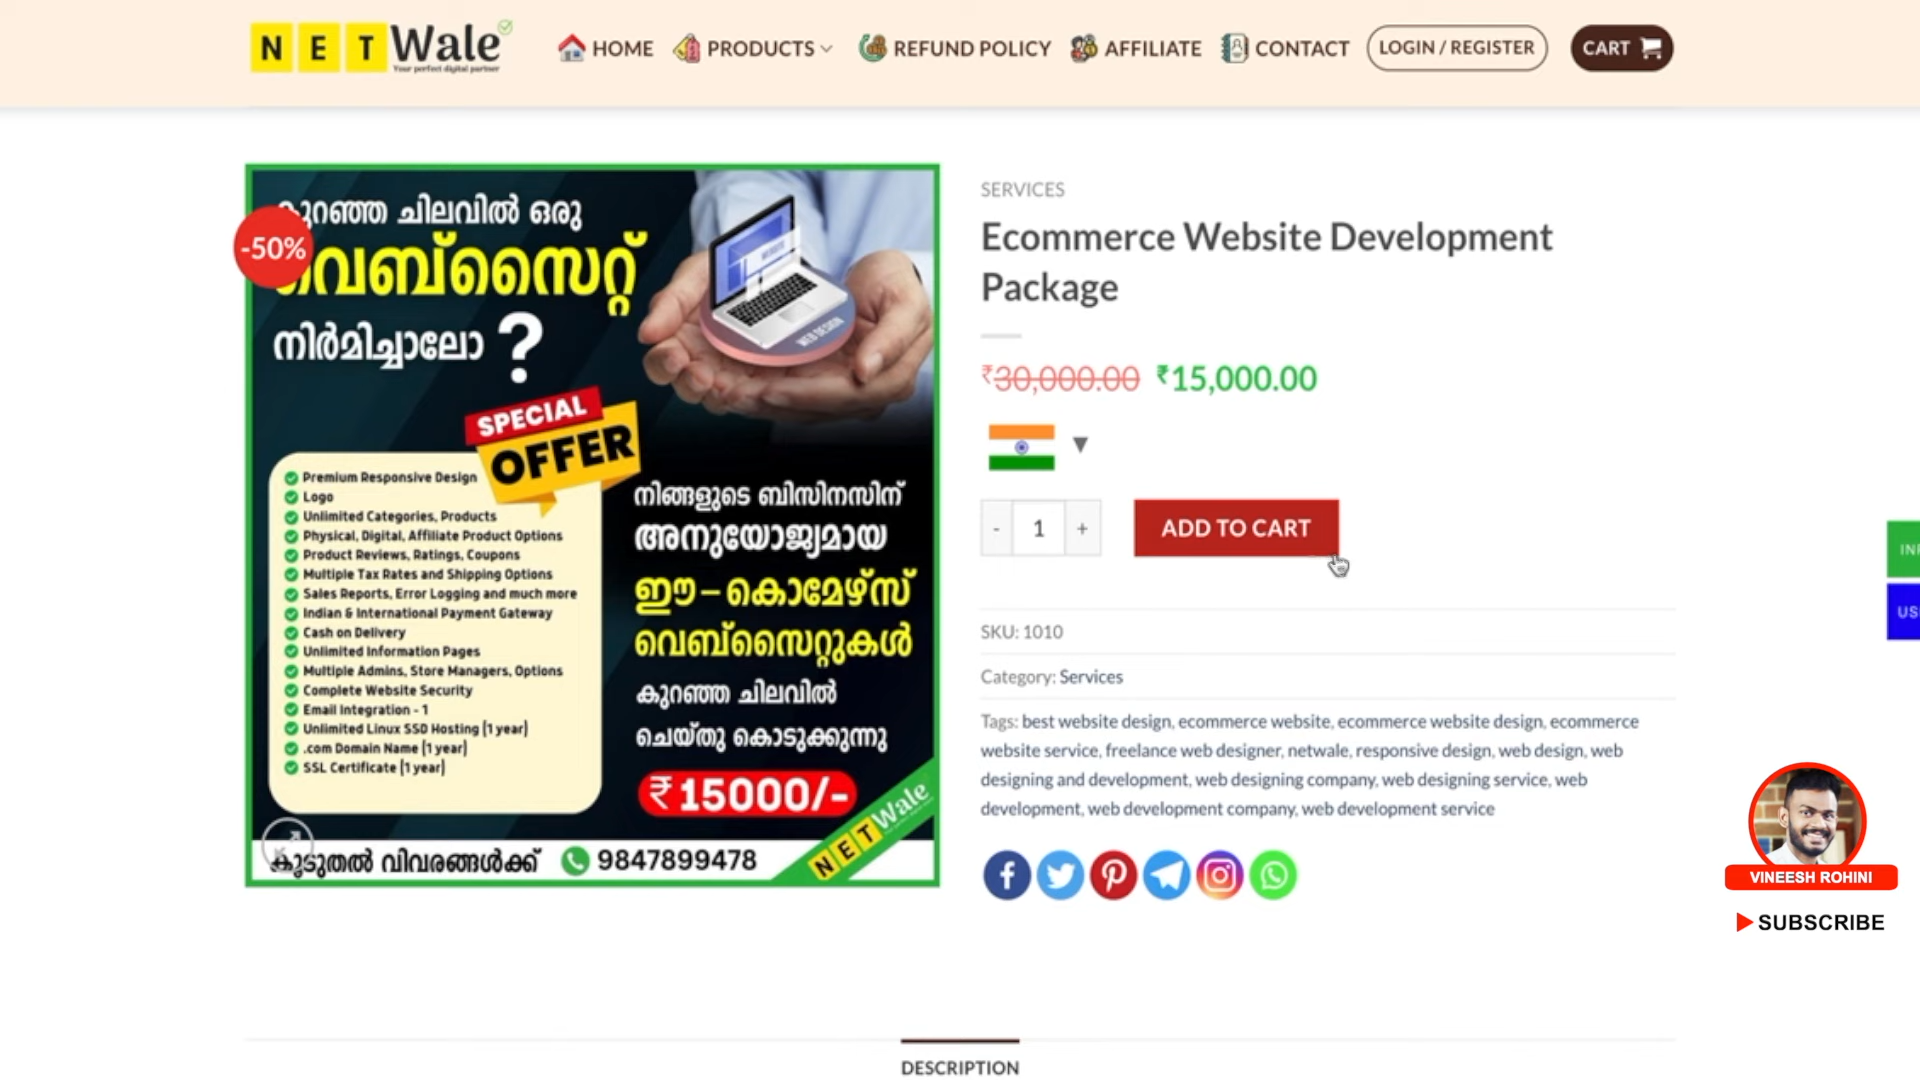 NET Wale
Your perfect digital partner
HOME
PRODUCTS
REFUND POLICY
AFFILIATE
CONTACT
LOGIN / REGISTER
CART
-50%
കുറഞ്ഞ ചിലവിൽ ഒരു
വെബ്സൈറ്റ്
നിർമിച്ചാലോ ?
WEB DESIGN
SPECIAL
OFFER
Premium Responsive Design
Logo
Unlimited Categories, Products
Physical, Digital, Affiliate Product Options
Product Reviews, Ratings, Coupons
Multiple Tax Rates and Shipping Options
Sales Reports, Error Logging and much more
Indian & International Payment Gateway
Cash on Delivery
Unlimited Information Pages
Multiple Admins, Store Managers, Options
Complete Website Security
Email Integration - 1
Unlimited Linux SSD Hosting (1 year)
.com Domain Name (1 year)
SSL Certificate (1 year)
നിങ്ങളുടെ ബിസിനസിന്
അനുയോജ്യമായ
ഈ – കൊമേഴ്സ്
വെബ്സൈറ്റുകൾ
കുറഞ്ഞ ചിലവിൽ
ചെയ്തു കൊടുക്കുന്നു
₹ 15000/-
NET Wale
കൂടുതൽ വിവരങ്ങൾക്ക് 9847899478
SERVICES
Ecommerce Website Development
Package
₹30,000.00 ₹15,000.00
- 1 +
ADD TO CART
SKU: 1010
Category: Services
Tags: best website design, ecommerce website, ecommerce website design, ecommerce
website service, freelance web designer, netwale, responsive design, web design, web
designing and development, web designing company, web designing service, web
development, web development company, web development service
VINEESH ROHINI
SUBSCRIBE
DESCRIPTION